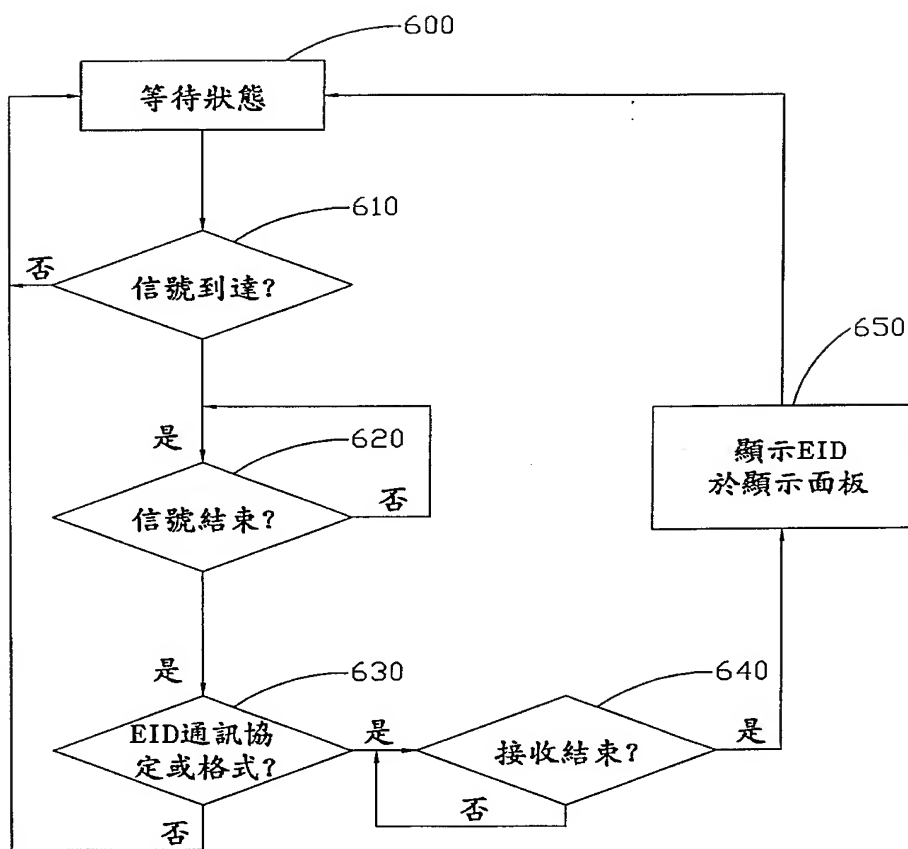 600
等待狀態
610
否
信號到達?
650
是
620
顯示EID
於顯示面板
信號結束?
否
是
630
640
EID通訊協
定或格式?
是
接收結束?
是
否
否